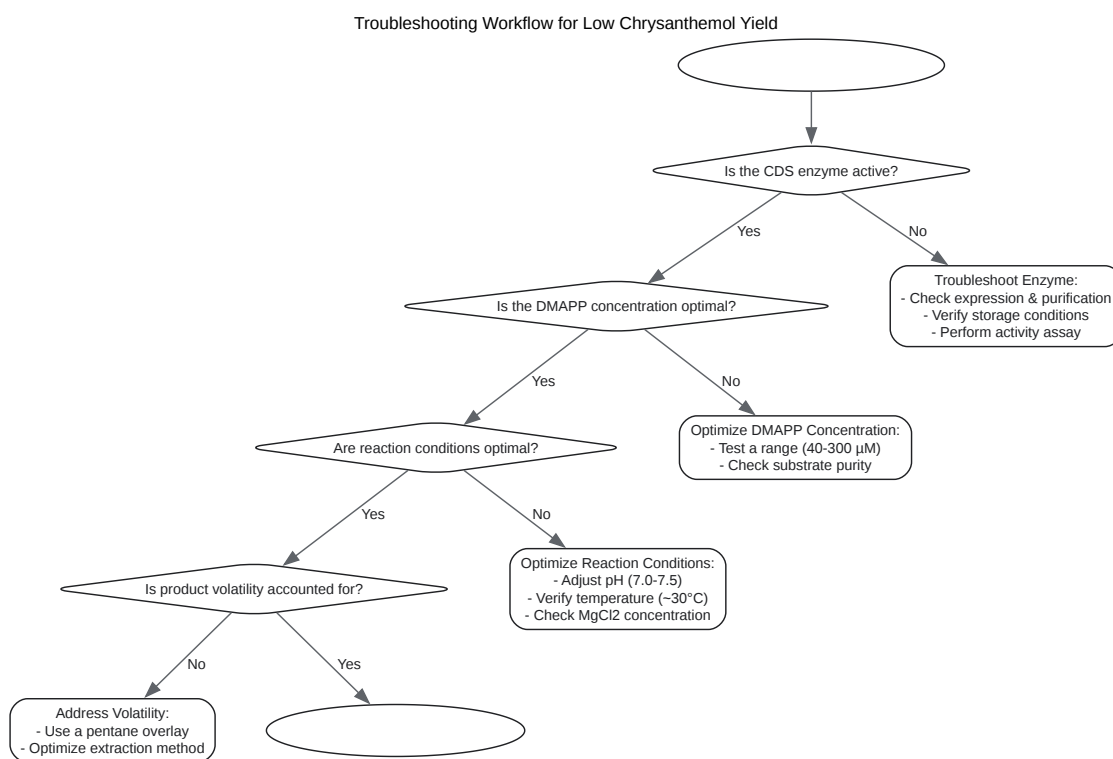 Troubleshooting Workflow for Low Chrysanthemol Yield
Is the CDS enzyme active?
Yes
No
Troubleshoot Enzyme:
- Check expression & purification
- Verify storage conditions
- Perform activity assay
Is the DMAPP concentration optimal?
Yes
No
Optimize DMAPP Concentration:
- Test a range (40-300 µM)
- Check substrate purity
Are reaction conditions optimal?
Yes
No
Optimize Reaction Conditions:
- Adjust pH (7.0-7.5)
- Verify temperature (~30°C)
- Check MgCl2 concentration
Is product volatility accounted for?
No
Yes
Address Volatility:
- Use a pentane overlay
- Optimize extraction method